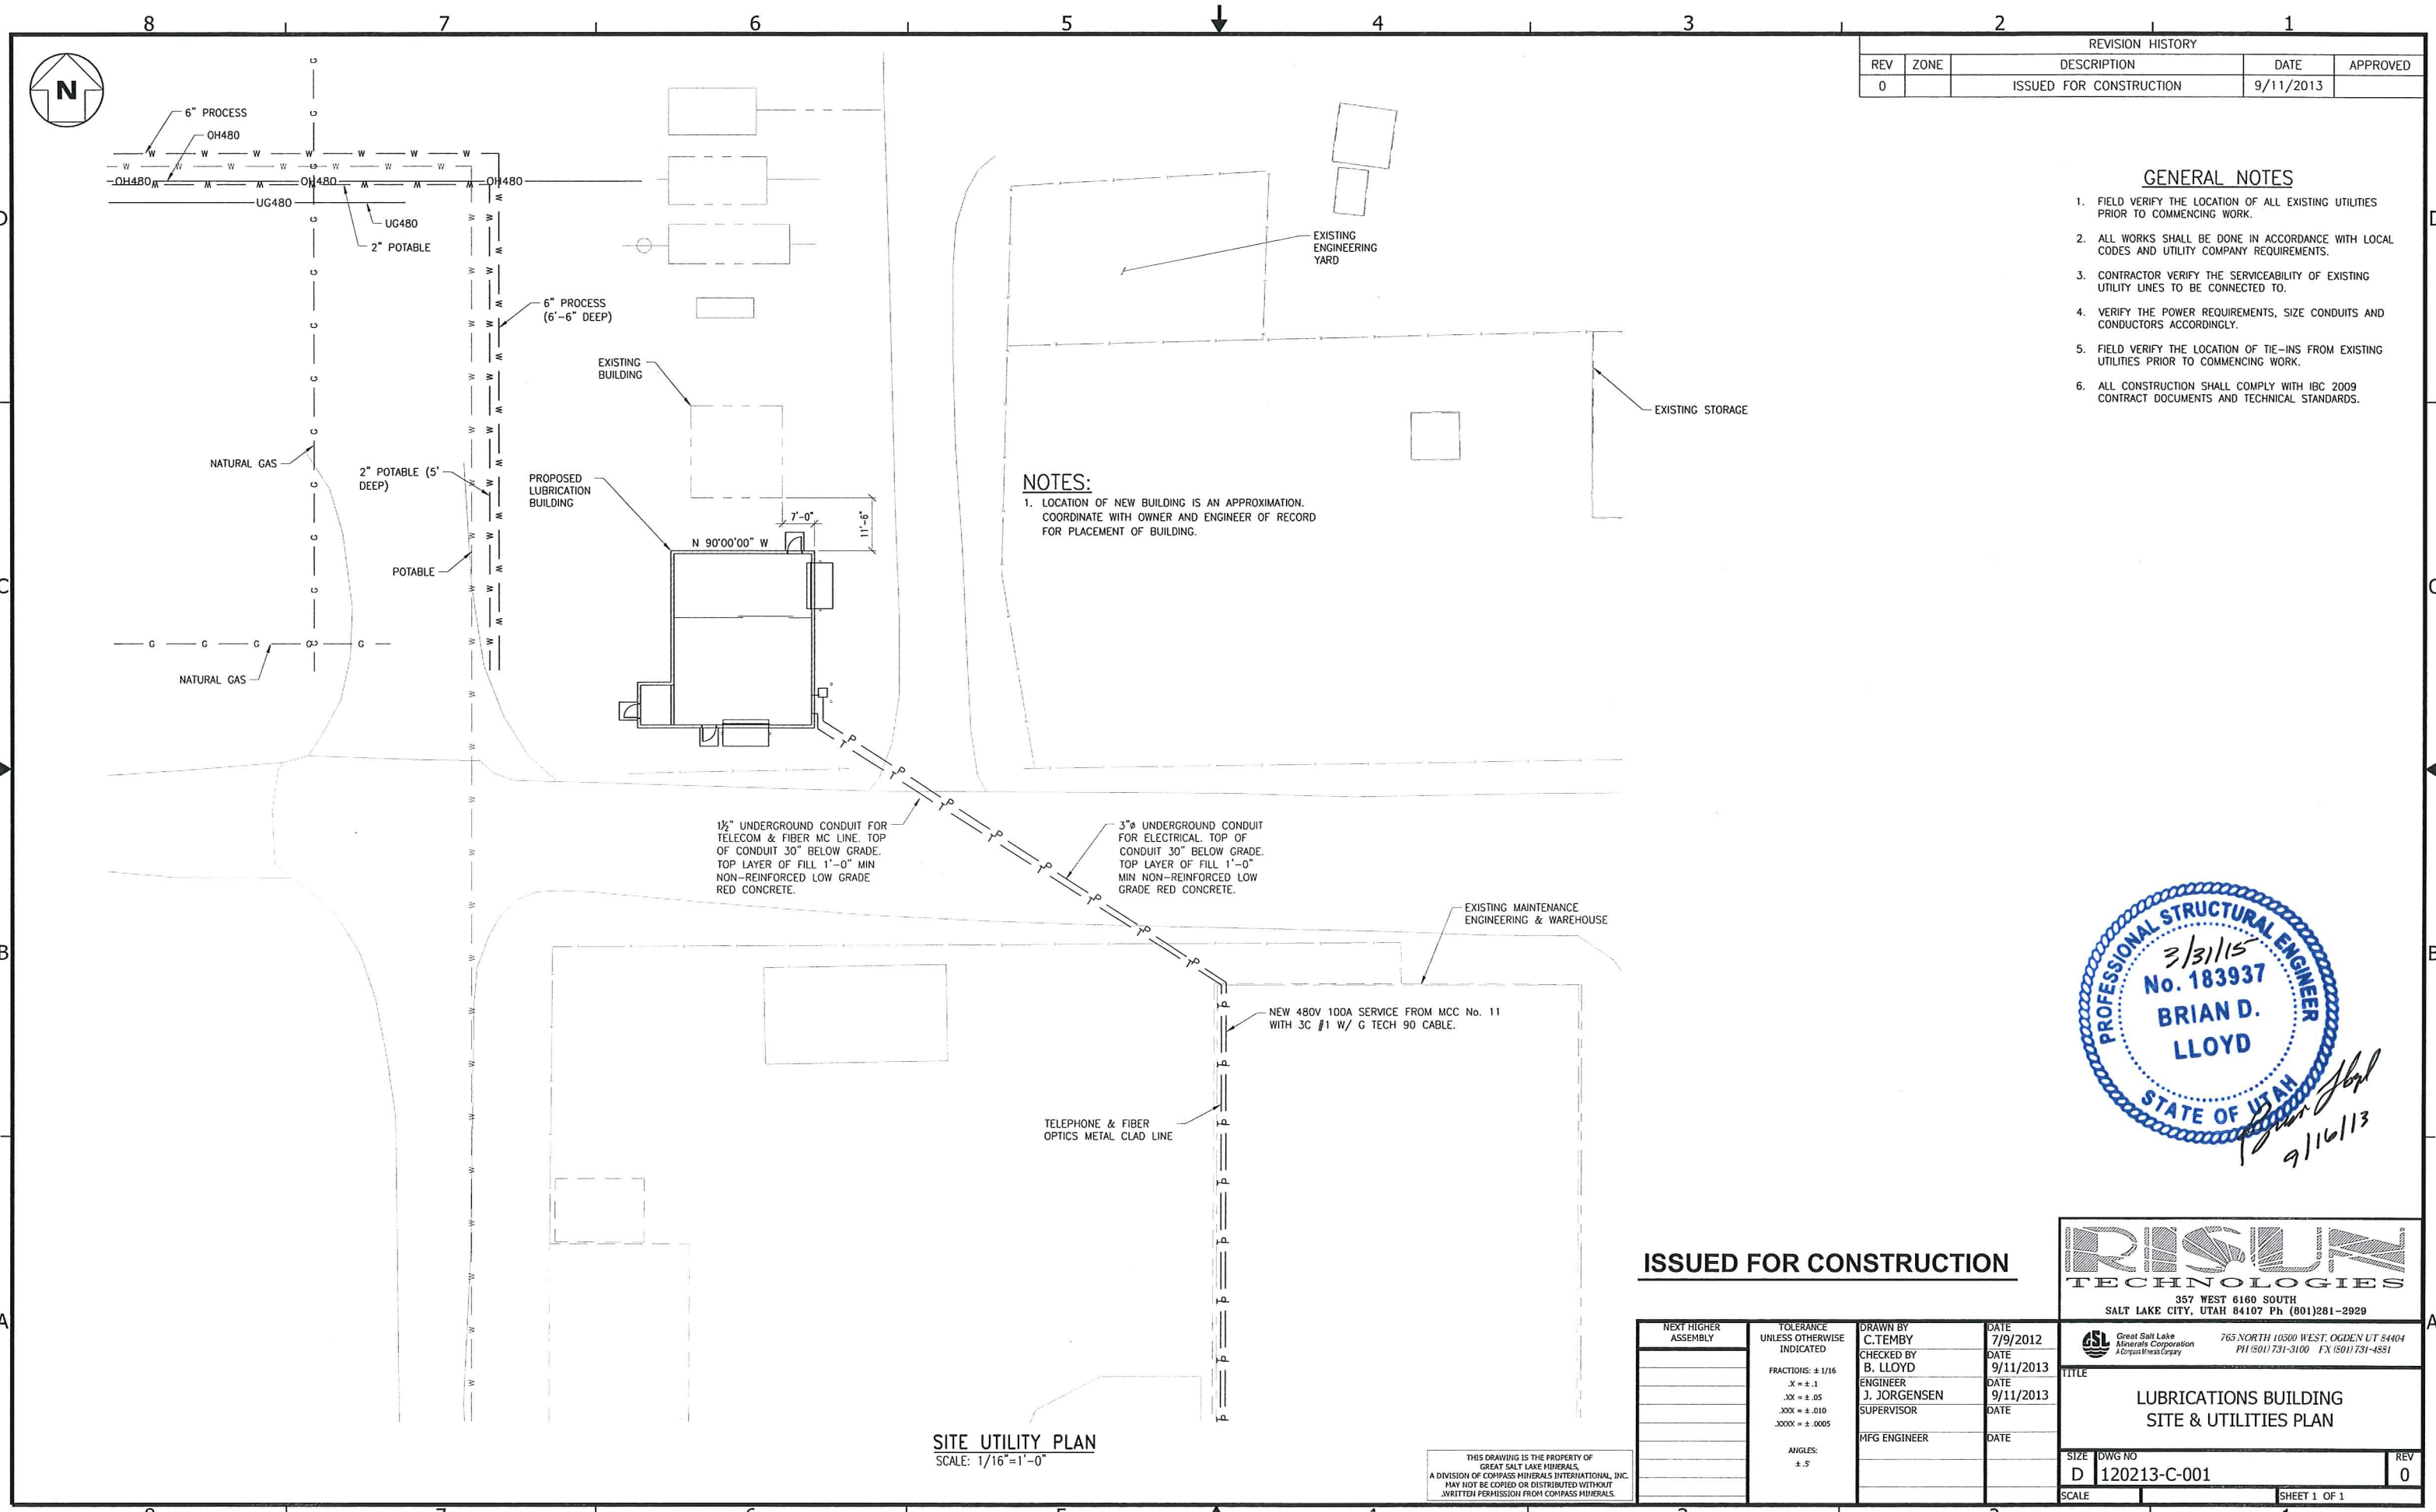 8 7 6 5 4 3 2 1
N
REVISION HISTORY
REV ZONE DESCRIPTION DATE APPROVED
0 ISSUED FOR CONSTRUCTION 9/11/2013
GENERAL NOTES
1. FIELD VERIFY THE LOCATION OF ALL EXISTING UTILITIES
PRIOR TO COMMENCING WORK.
2. ALL WORKS SHALL BE DONE IN ACCORDANCE WITH LOCAL
CODES AND UTILITY COMPANY REQUIREMENTS.
3. CONTRACTOR VERIFY THE SERVICEABILITY OF EXISTING
UTILITY LINES TO BE CONNECTED TO.
4. VERIFY THE POWER REQUIREMENTS, SIZE CONDUITS AND
CONDUCTORS ACCORDINGLY.
5. FIELD VERIFY THE LOCATION OF TIE-INS FROM EXISTING
UTILITIES PRIOR TO COMMENCING WORK.
6. ALL CONSTRUCTION SHALL COMPLY WITH IBC 2009
CONTRACT DOCUMENTS AND TECHNICAL STANDARDS.
6" PROCESS
OH480
W W W W W W W
W W W W W W W
OH480 OH480 OH480
UG480
UG480
2" POTABLE
6" PROCESS
(6'-6" DEEP)
EXISTING
ENGINEERING
YARD
EXISTING
BUILDING
EXISTING STORAGE
NATURAL GAS
2" POTABLE (5'
DEEP)
PROPOSED
LUBRICATION
BUILDING
7'-0"
11'-6"
N 90°00'00" W
POTABLE
G G G G G
NATURAL GAS
NOTES:
1. LOCATION OF NEW BUILDING IS AN APPROXIMATION.
COORDINATE WITH OWNER AND ENGINEER OF RECORD
FOR PLACEMENT OF BUILDING.
1½" UNDERGROUND CONDUIT FOR
TELECOM & FIBER MC LINE. TOP
OF CONDUIT 30" BELOW GRADE.
TOP LAYER OF FILL 1'-0" MIN
NON-REINFORCED LOW GRADE
RED CONCRETE.
3"ø UNDERGROUND CONDUIT
FOR ELECTRICAL. TOP OF
CONDUIT 30" BELOW GRADE.
TOP LAYER OF FILL 1'-0"
MIN NON-REINFORCED LOW
GRADE RED CONCRETE.
EXISTING MAINTENANCE
ENGINEERING & WAREHOUSE
NEW 480V 100A SERVICE FROM MCC No. 11
WITH 3C #1 W/ G TECH 90 CABLE.
TELEPHONE & FIBER
OPTICS METAL CLAD LINE
PROFESSIONAL STRUCTURAL ENGINEER
3/31/15
No. 183937
BRIAN D.
LLOYD
STATE OF UTAH
9/16/13
SITE UTILITY PLAN
SCALE: 1/16"=1'-0"
ISSUED FOR CONSTRUCTION
THIS DRAWING IS THE PROPERTY OF
GREAT SALT LAKE MINERALS,
A DIVISION OF COMPASS MINERALS INTERNATIONAL, INC.
MAY NOT BE COPIED OR DISTRIBUTED WITHOUT
WRITTEN PERMISSION FROM COMPASS MINERALS.
NEXT HIGHER
ASSEMBLY
TOLERANCE
UNLESS OTHERWISE
INDICATED
FRACTIONS: ± 1/16
.X = ± .1
.XX = ± .05
.XXX = ± .010
.XXXX = ± .0005
ANGLES:
± .5°
DRAWN BY DATE
C.TEMBY 7/9/2012
CHECKED BY DATE
B. LLOYD 9/11/2013
ENGINEER DATE
J. JORGENSEN 9/11/2013
SUPERVISOR DATE
MFG ENGINEER DATE
RISUN
TECHNOLOGIES
357 WEST 6160 SOUTH
SALT LAKE CITY, UTAH 84107 Ph (801)281-2929
GSL Great Salt Lake
Minerals Corporation
A Compass Minerals Company
765 NORTH 10500 WEST, OGDEN UT 84404
PH (801) 731-3100 FX (801) 731-4881
TITLE
LUBRICATIONS BUILDING
SITE & UTILITIES PLAN
SIZE DWG NO REV
D 120213-C-001 0
SCALE SHEET 1 OF 1